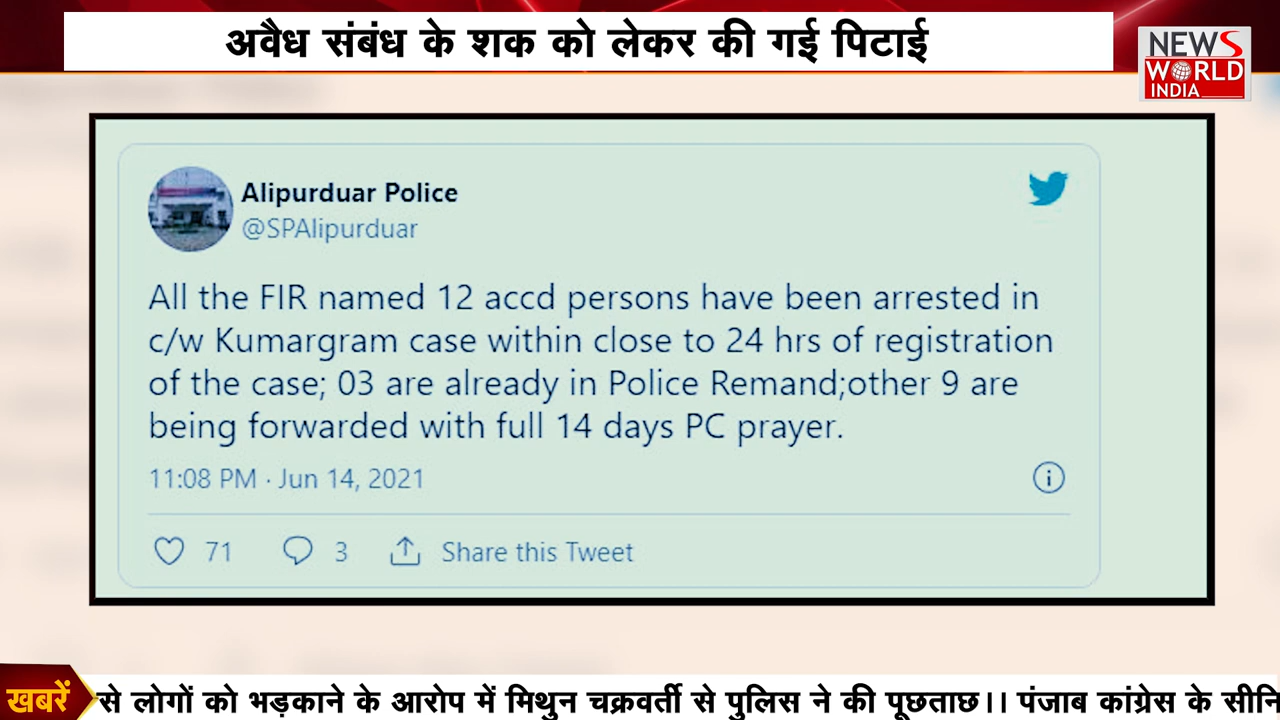 अवैध संबंध के शक को लेकर की गई पिटाई
NEWS
WORLD
INDIA
Alipurduar Police
@SPAlipurduar
All the FIR named 12 accd persons have been arrested in
c/w Kumargram case within close to 24 hrs of registration
of the case; 03 are already in Police Remand;other 9 are
being forwarded with full 14 days PC prayer.
11:08 PM · Jun 14, 2021
71 3 Share this Tweet
खबरें से लोगों को भड़काने के आरोप में मिथुन चक्रवर्ती से पुलिस ने की पूछताछ।। पंजाब कांग्रेस के सीनि